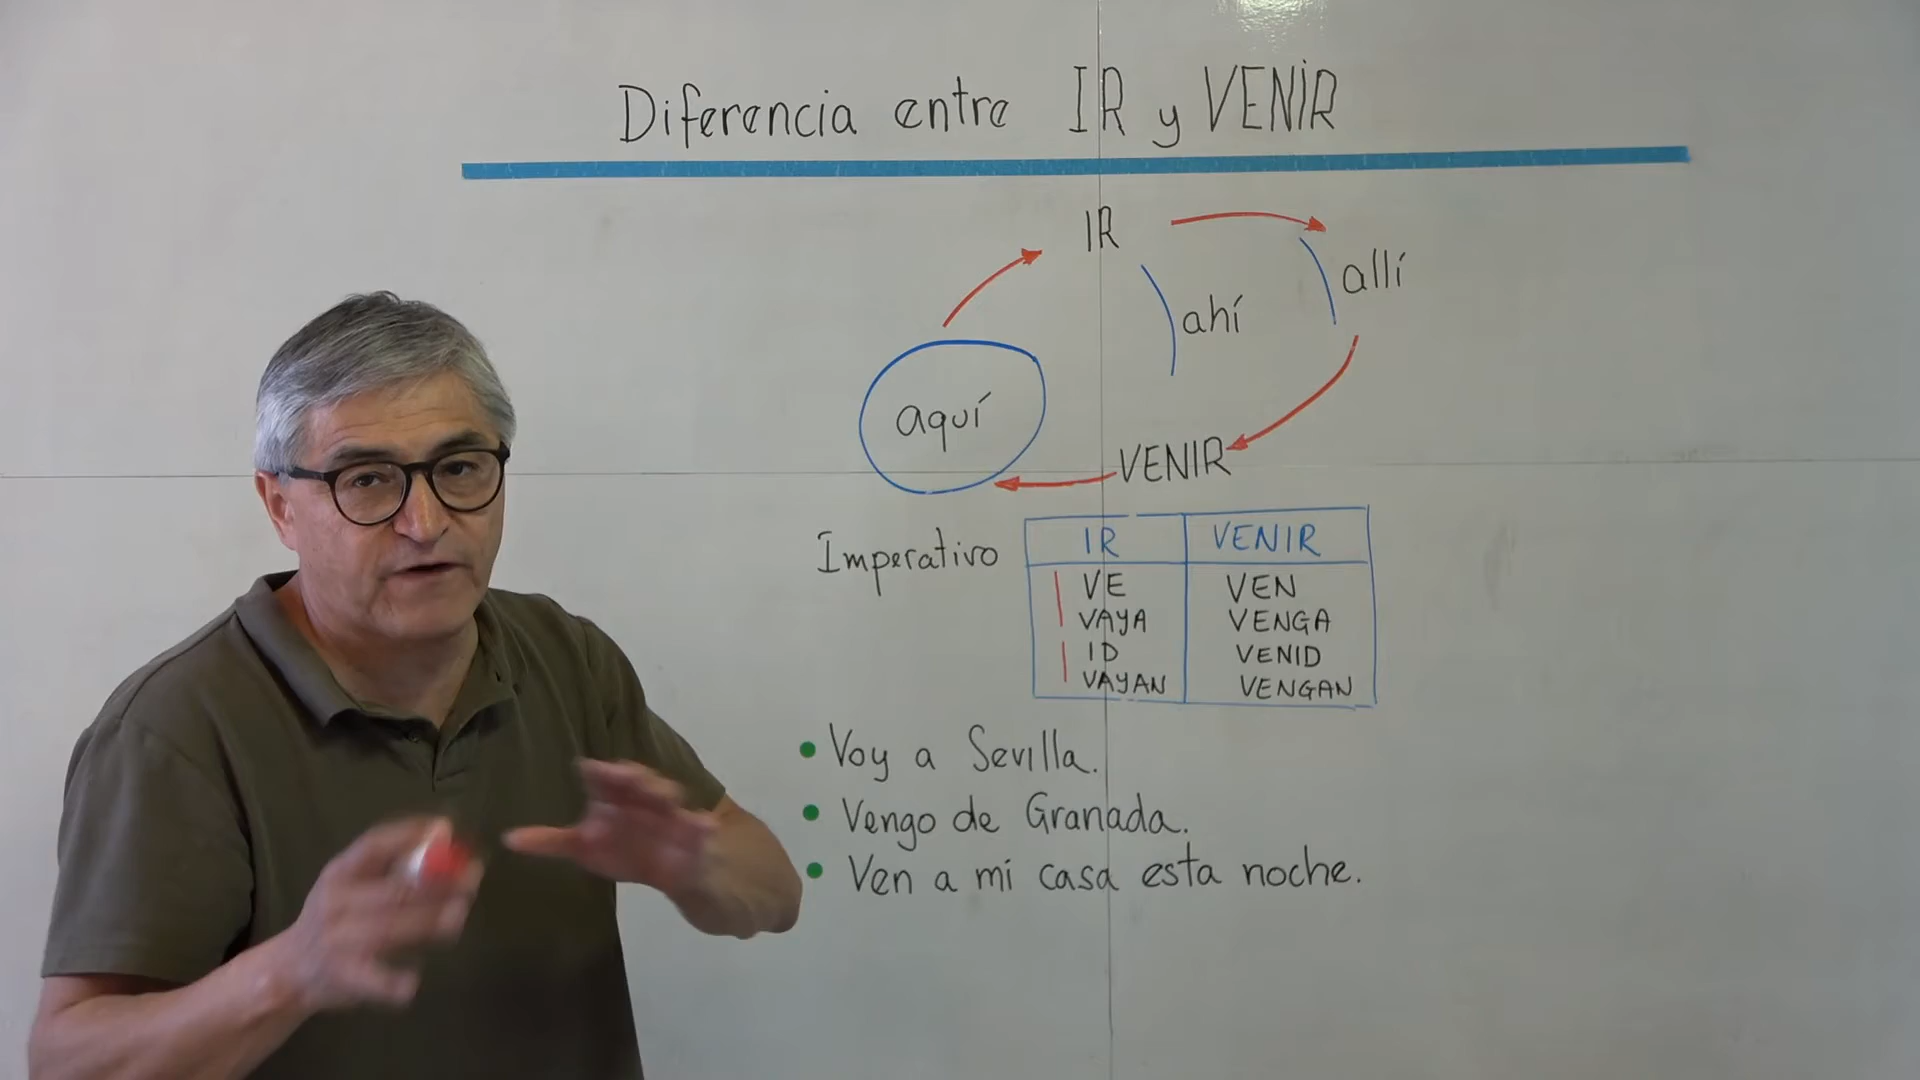 Diferencia entre IR y VENIR
IR
allí
ahí
aquí
VENIR
Imperativo
IR VENIR
VE VEN
VAYA VENGA
ID VENID
VAYAN VENGAN
• Voy a Sevilla.
• Vengo de Granada.
• Ven a mi casa esta noche.